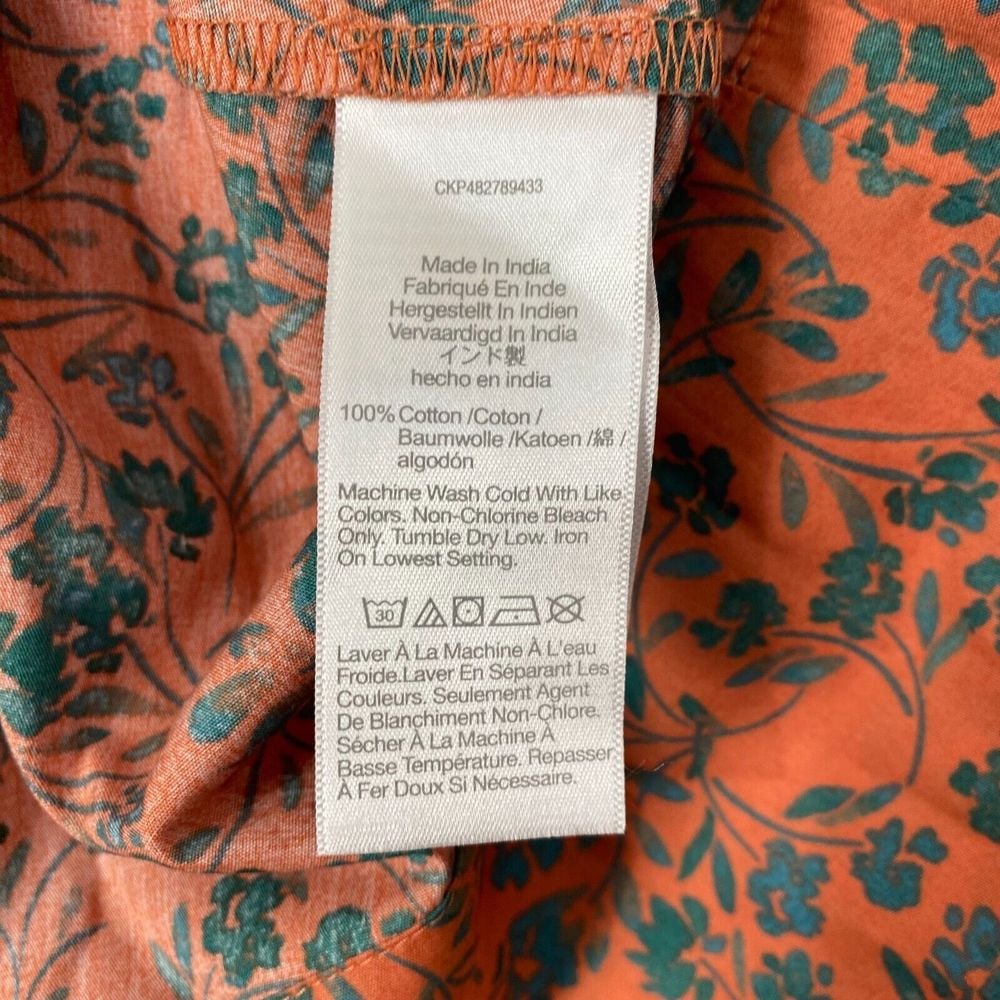 CKP482789433
Made In India
Fabriqué En Inde
Hergestellt In Indien
Vervaardigd In India
インド製
hecho en india
100% Cotton /Coton /
Baumwolle /Katoen /綿 /
algodón
Machine Wash Cold With Like
Colors. Non-Chlorine Bleach
Only. Tumble Dry Low. Iron
On Lowest Setting.
30
Laver À La Machine À L'eau
Froide.Laver En Séparant Les
Couleurs. Seulement Agent
De Blanchiment Non-Chlore.
Sécher À La Machine À
Basse Température. Repasser
À Fer Doux Si Nécessaire.